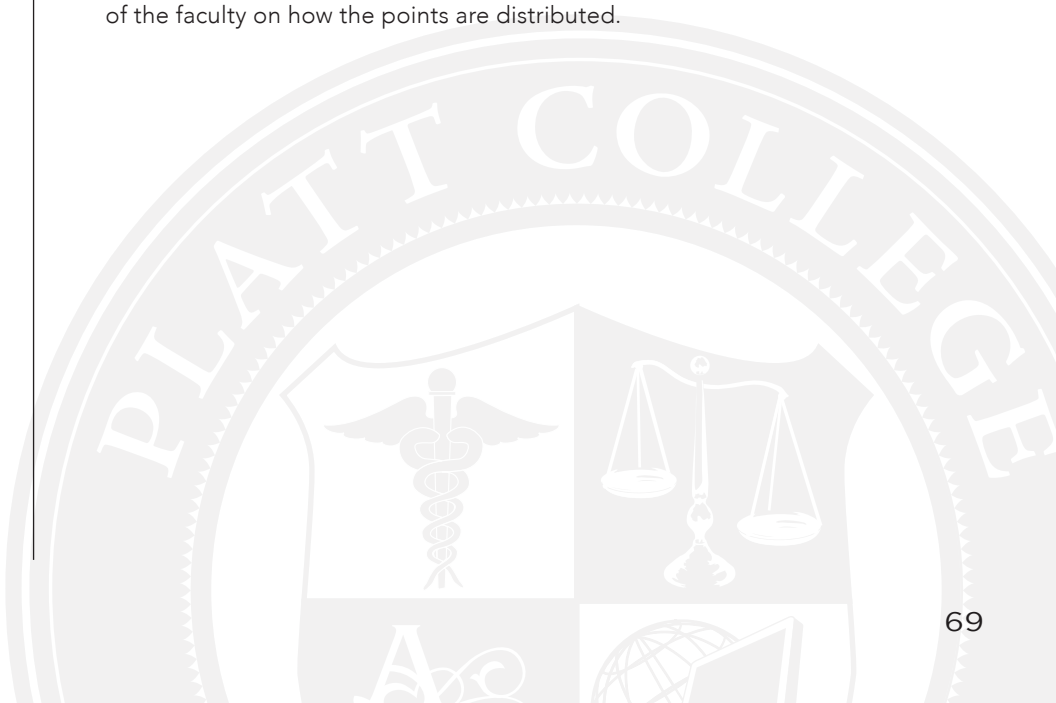 of the faculty on how the points are distributed.
PLATT COLLEGE
A
69